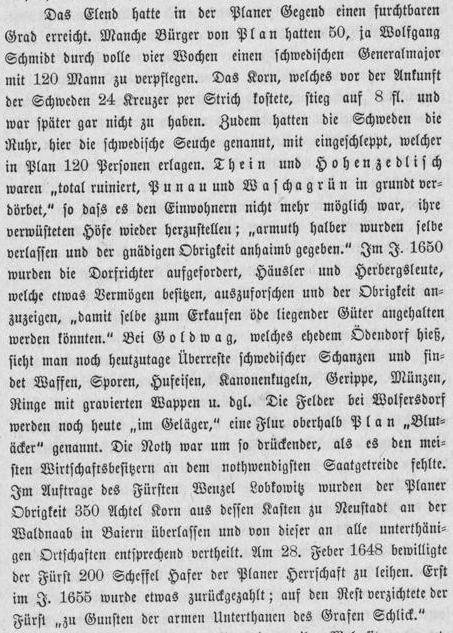 Das Elend hatte in der Planer Gegend einen furchtbaren
Grad erreicht. Manche Bürger von Plan hatten 50, ja Wolfgang
Schmidt durch volle vier Wochen einen schwedischen Generalmajor
mit 120 Mann zu verpflegen. Das Korn, welches vor der Ankunft
der Schweden 24 Kreuzer per Strich kostete, stieg auf 8 fl. und
war später gar nicht zu haben. Zudem hatten die Schweden die
Ruhr, hier die schwedische Seuche genannt, mit eingeschleppt, welcher
in Plan 120 Personen erlagen. Thein und Hohenzedlisch
waren „total ruiniert, Punau und Waschagrün in grundt ver-
dörbet,“ so dass es den Einwohnern nicht mehr möglich war, ihre
verwüsteten Höfe wieder herzustellen; „armuth halber wurden selbe
verlassen und der gnädigen Obrigkeit anhaimb gegeben.“ Im J. 1650
wurden die Dorfrichter aufgefordert, Häusler und Herbergsleute,
welche etwas Vermögen besitzen, auszuforschen und der Obrigkeit an-
zuzeigen, „damit selbe zum Erkaufen öde liegender Güter angehalten
werden könnten.“ Bei Goldwag, welches ehedem Ödendorf hieß,
sieht man noch heutzutage Überreste schwedischer Schanzen und fin-
det Waffen, Sporen, Hufeisen, Kanonenkugeln, Gerippe, Münzen,
Ringe mit gravierten Wappen u. dgl. Die Felder bei Wolfersdorf
werden noch heute „im Geläger,“ eine Flur oberhalb Plan „Blut-
äcker“ genannt. Die Noth war um so drückender, als es den mei-
sten Wirtschaftsbesitzern an dem nothwendigsten Saatgetreide fehlte.
Im Auftrage des Fürsten Wenzel Lobkowitz wurden der Planer
Obrigkeit 350 Achtel Korn aus dessen Kasten zu Neustadt an der
Waldnaab in Baiern überlassen und von dieser an alle unterthäni-
gen Ortschaften entsprechend vertheilt. Am 28. Feber 1648 bewilligte
der Fürst 200 Scheffel Hafer der Planer Herrschaft zu leihen. Erst
im J. 1655 wurde etwas zurückgezahlt; auf den Rest verzichtete der
Fürst „zu Gunsten der armen Unterthanen des Grafen Schlick.“